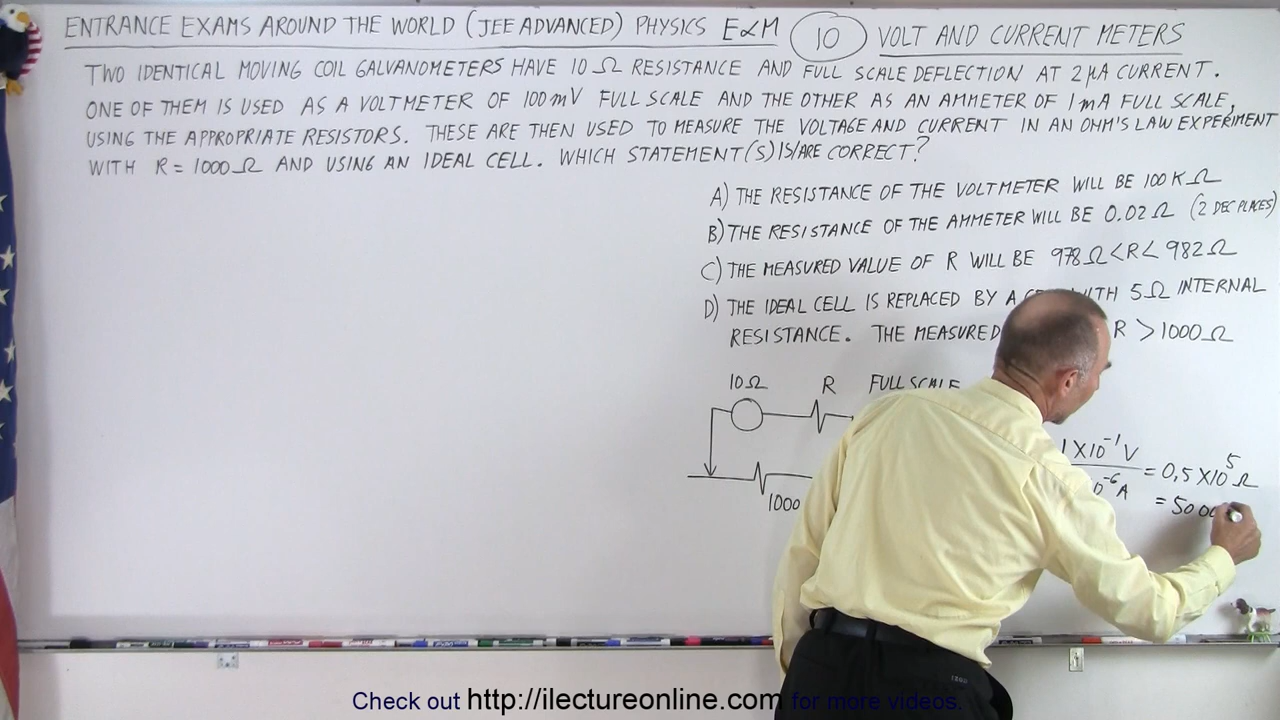 ENTRANCE EXAMS AROUND THE WORLD (JEE ADVANCED) PHYSICS E&M 10 VOLT AND CURRENT METERS
TWO IDENTICAL MOVING COIL GALVANOMETERS HAVE 10 Ω RESISTANCE AND FULL SCALE DEFLECTION AT 2 μA CURRENT.
ONE OF THEM IS USED AS A VOLTMETER OF 100 mV FULL SCALE AND THE OTHER AS AN AMMETER OF 1 mA FULL SCALE,
USING THE APPROPRIATE RESISTORS. THESE ARE THEN USED TO MEASURE THE VOLTAGE AND CURRENT IN AN OHM'S LAW EXPERIMENT
WITH R = 1000 Ω AND USING AN IDEAL CELL. WHICH STATEMENT(S) IS/ARE CORRECT?
A) THE RESISTANCE OF THE VOLTMETER WILL BE 100 K Ω
B) THE RESISTANCE OF THE AMMETER WILL BE 0.02 Ω (2 DEC PLACES)
C) THE MEASURED VALUE OF R WILL BE 978 Ω < R < 982 Ω
D) THE IDEAL CELL IS REPLACED BY A WITH 5 Ω INTERNAL
RESISTANCE. THE MEASURED R > 1000 Ω
10 Ω R FULL SCALE
1 X 10⁻¹ V = 0,5 X 10⁵ Ω
⁻⁶ A = 5000
1000
Check out http://ilectureonline.com for more videos.